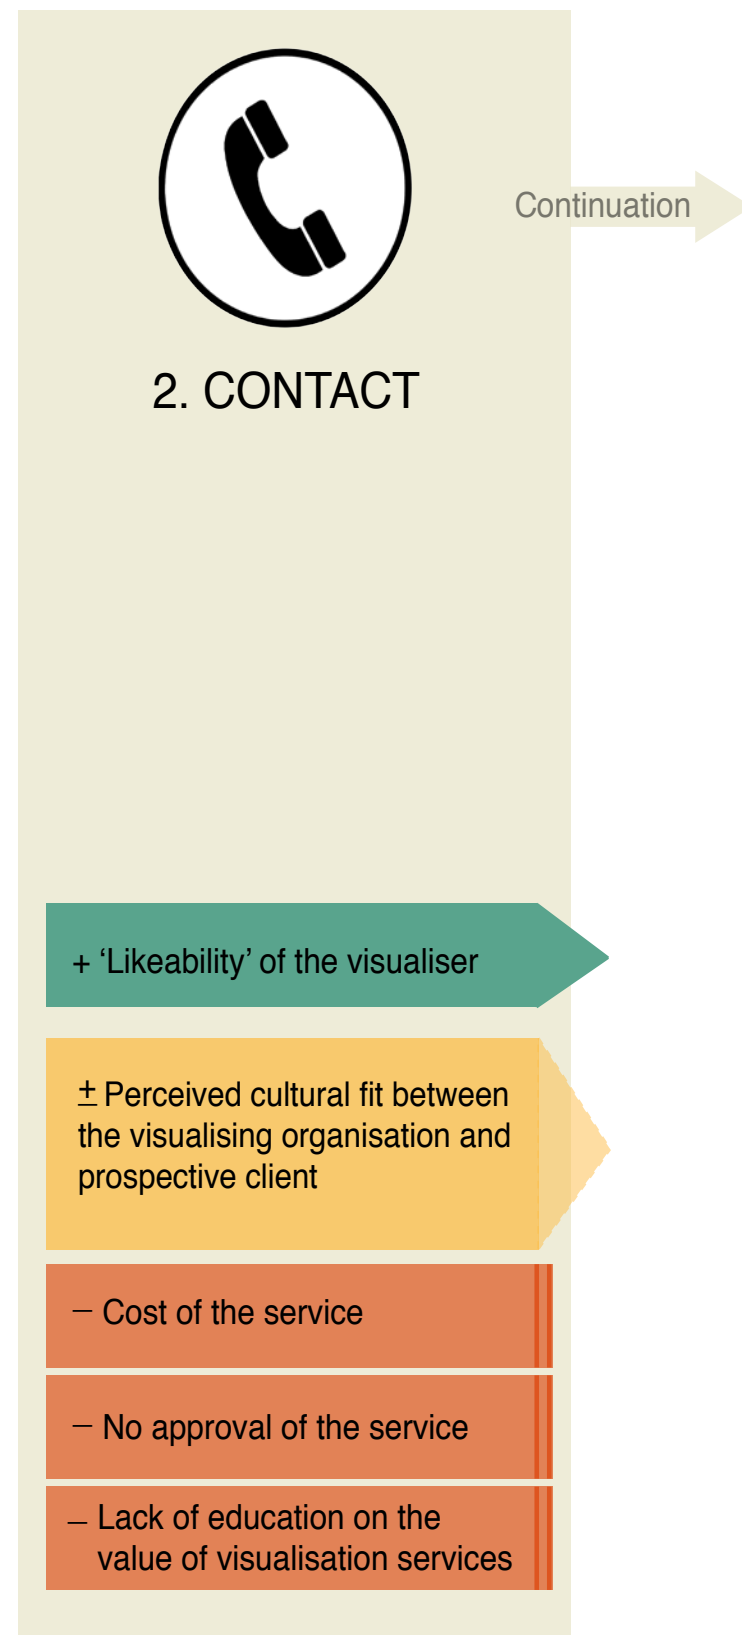 Continuation
2. CONTACT
+ ‘Likeability’ of the visualiser
± Perceived cultural fit between
the visualising organisation and
prospective client
– Cost of the service
– No approval of the service
– Lack of education on the
value of visualisation services